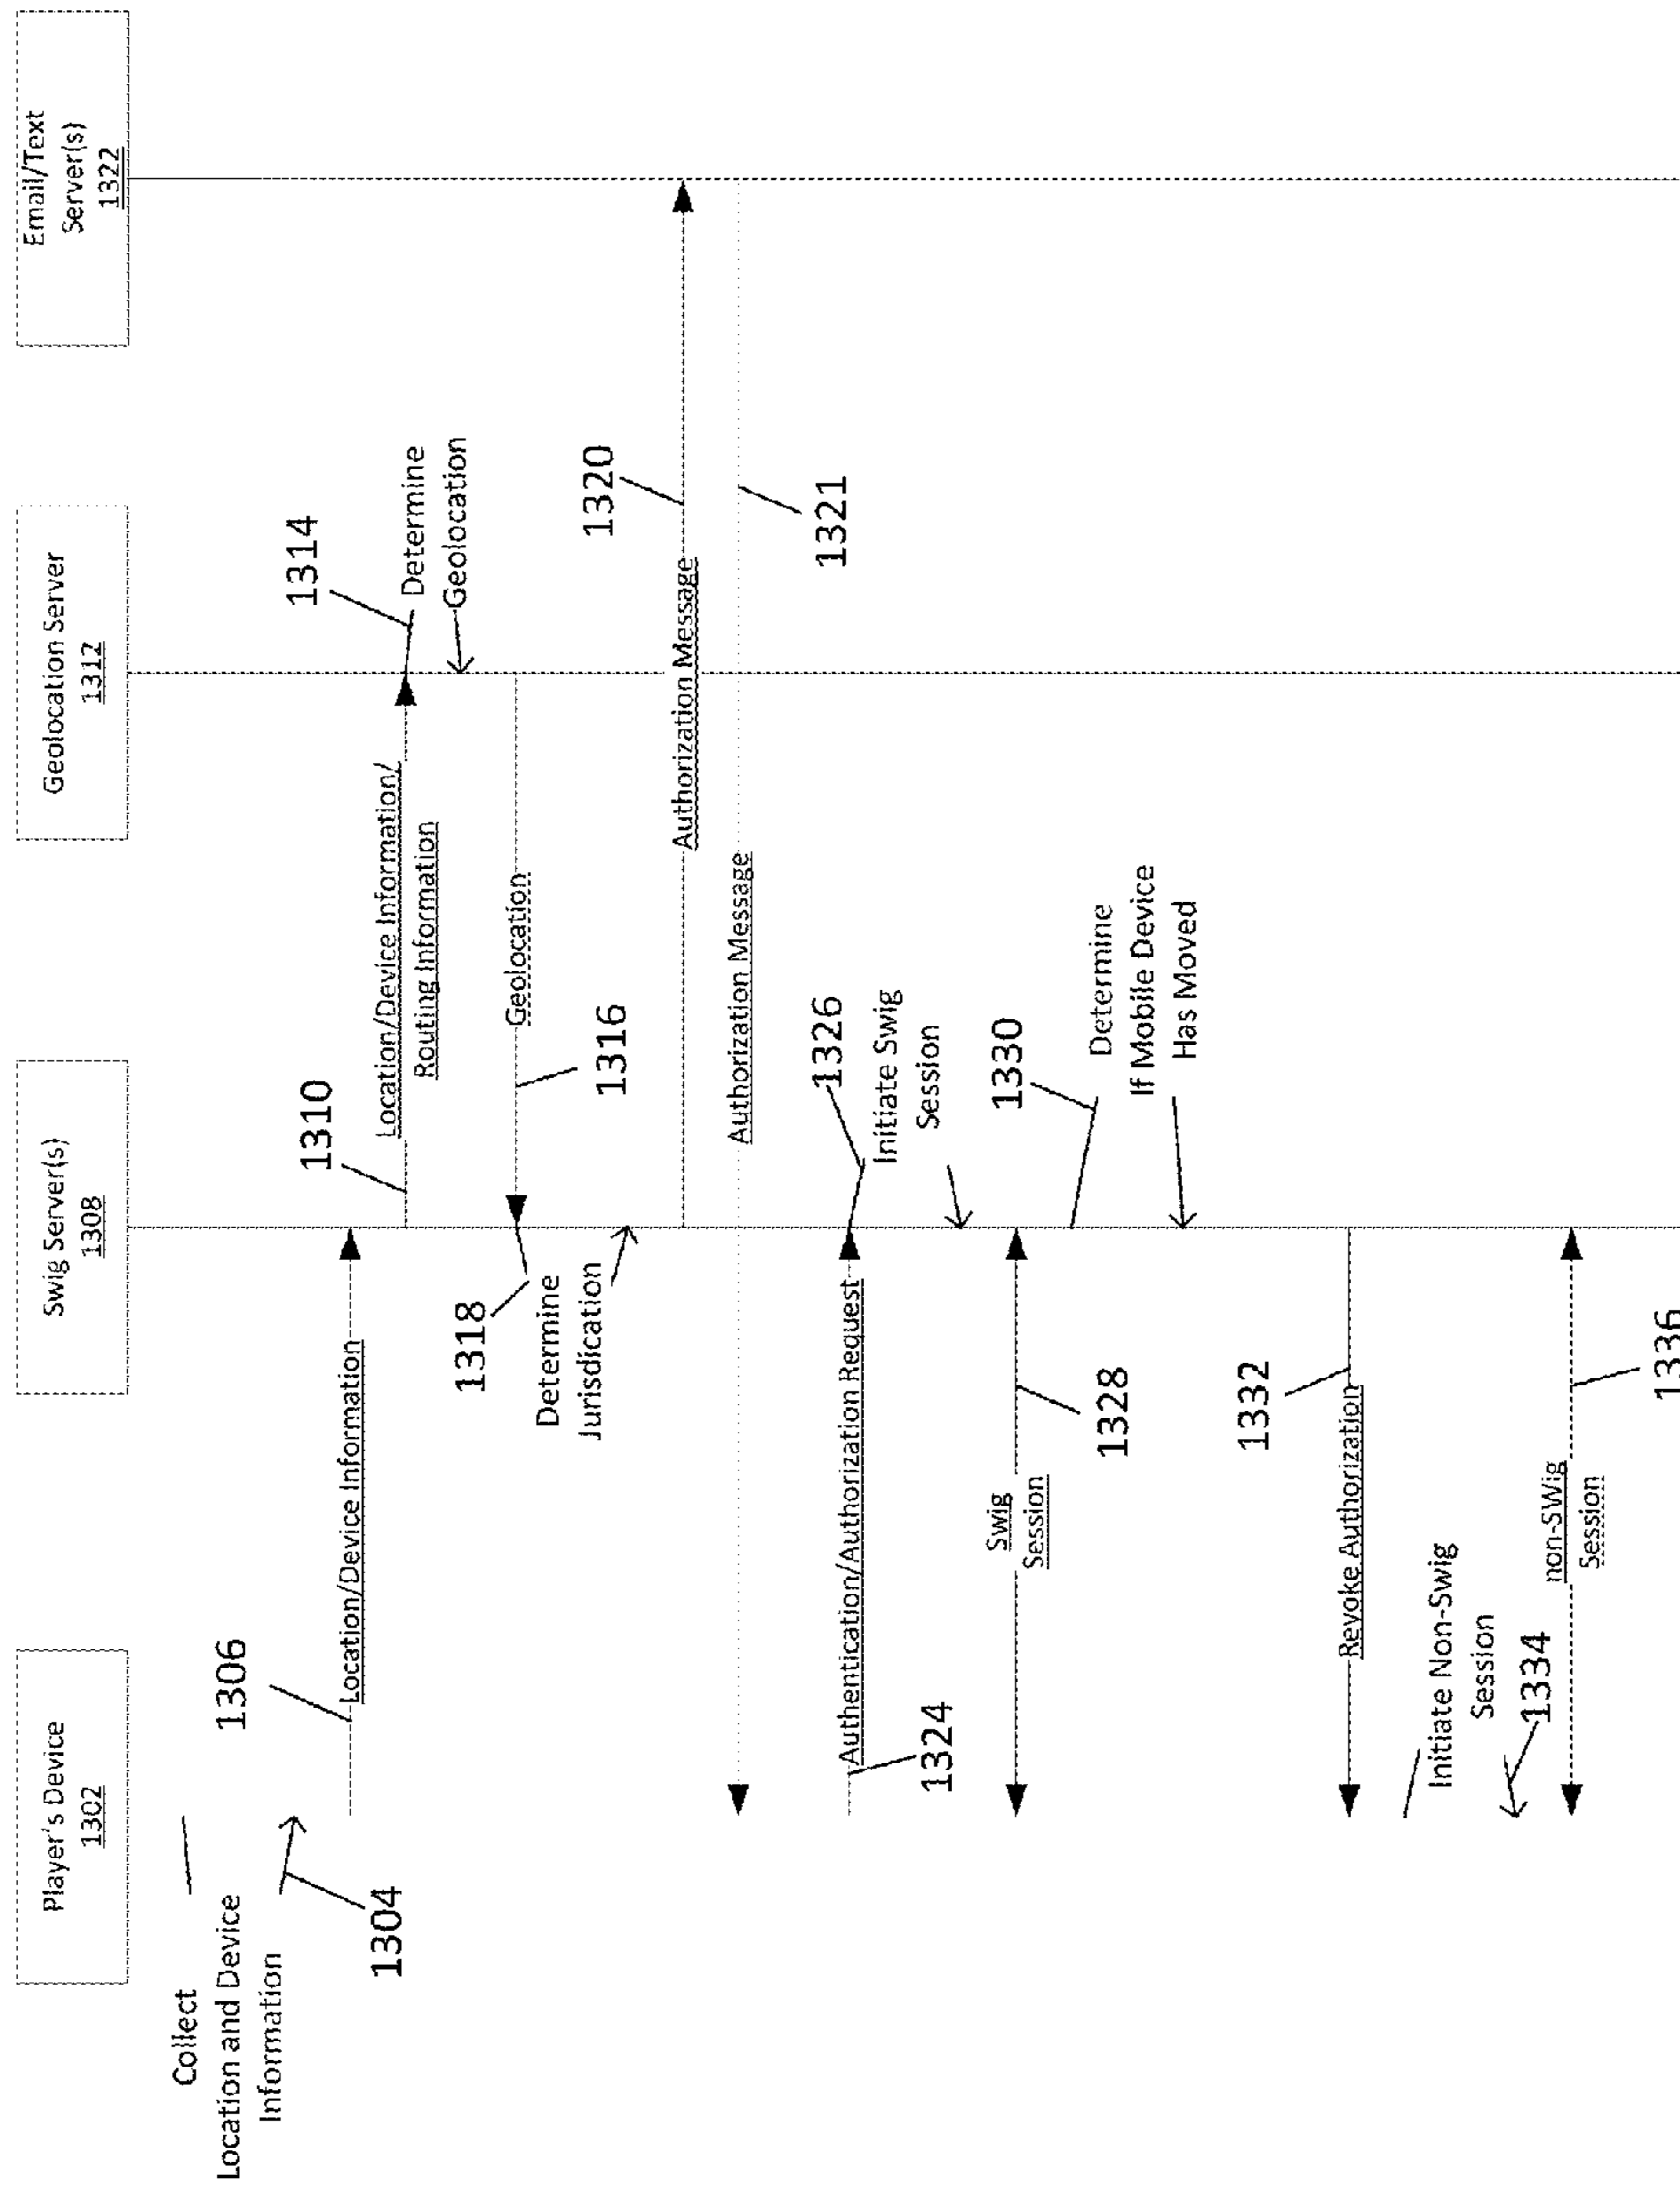 Player's Device
1302
Swig Server(s)
1308
Geolocation Server
1312
Email/Text
Server(s)
1322
Collect
Location and Device
Information
1304
1306
Location/Device Information
1310
Location/Device Information/
Routing Information
1314
Determine
Geolocation
Geolocation
1316
1318
Determine
Jurisdication
1320
Authorization Message
Authorization Message
1321
Authentication/Authorization Request
1324
1326
Initiate Swig
Session
Swig
Session
1328
1330
Determine
If Mobile Device
Has Moved
1332
Revoke Authorization
Initiate Non-Swig
Session
1334
non-SWig
Session
1336